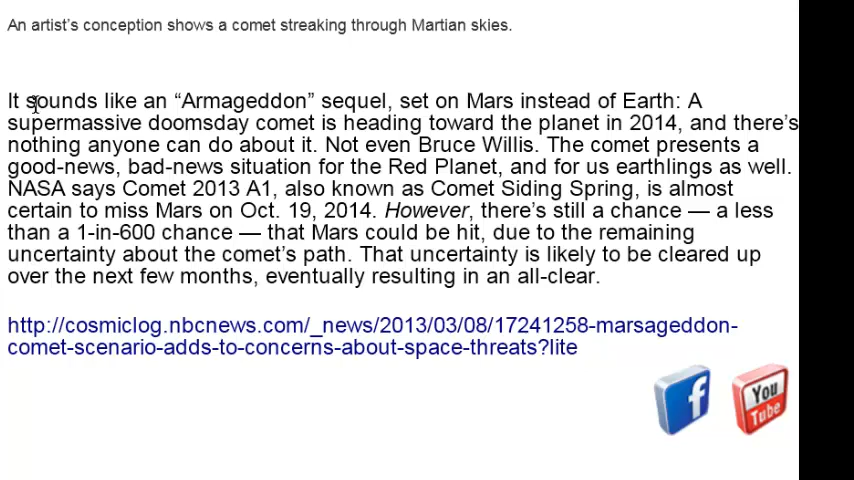 An artist's conception shows a comet streaking through Martian skies.
It sounds like an “Armageddon” sequel, set on Mars instead of Earth: A
supermassive doomsday comet is heading toward the planet in 2014, and there’s
nothing anyone can do about it. Not even Bruce Willis. The comet presents a
good-news, bad-news situation for the Red Planet, and for us earthlings as well.
NASA says Comet 2013 A1, also known as Comet Siding Spring, is almost
certain to miss Mars on Oct. 19, 2014. However, there’s still a chance — a less
than a 1-in-600 chance — that Mars could be hit, due to the remaining
uncertainty about the comet’s path. That uncertainty is likely to be cleared up
over the next few months, eventually resulting in an all-clear.
http://cosmiclog.nbcnews.com/_news/2013/03/08/17241258-marsageddon-
comet-scenario-adds-to-concerns-about-space-threats?lite
f
You
Tube